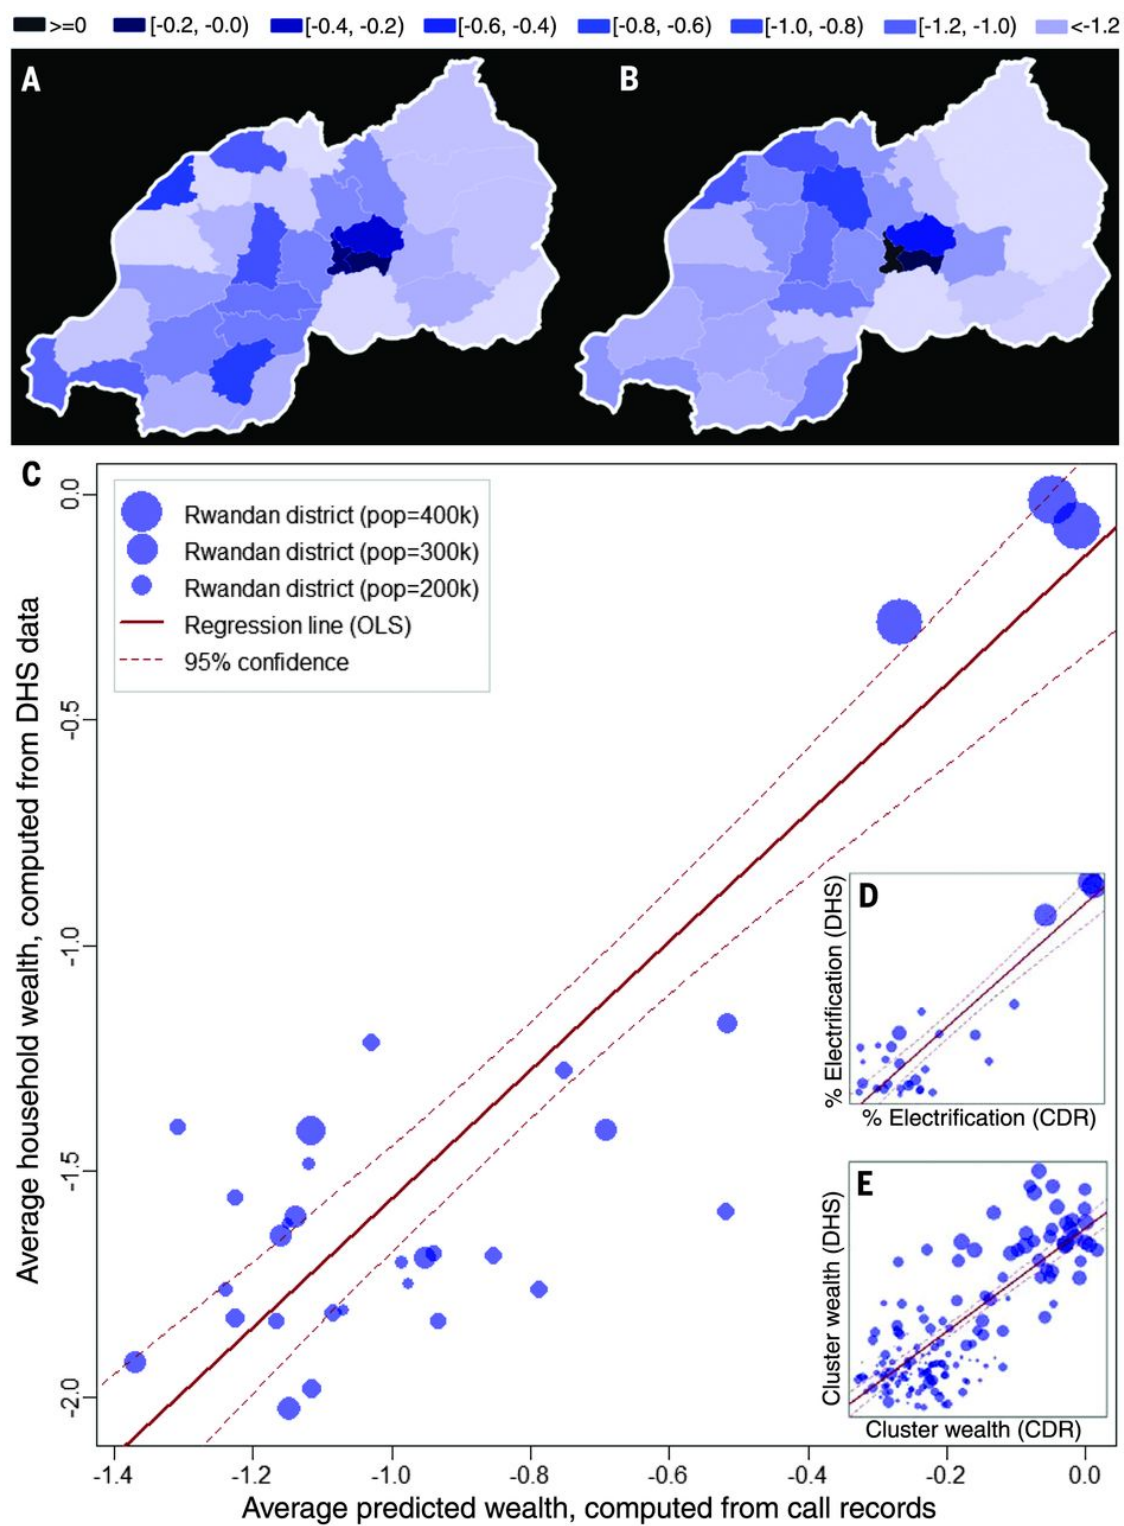 >=0 [-0.2, -0.0) [-0.4, -0.2) [-0.6, -0.4) [-0.8, -0.6) [-1.0, -0.8) [-1.2, -1.0) <-1.2
A B
C
Rwandan district (pop=400k)
Rwandan district (pop=300k)
Rwandan district (pop=200k)
Regression line (OLS)
95% confidence
Average household wealth, computed from DHS data
0.0
-0.5
-1.0
-1.5
-2.0
D
% Electrification (DHS)
% Electrification (CDR)
E
Cluster wealth (DHS)
Cluster wealth (CDR)
-1.4 -1.2 -1.0 -0.8 -0.6 -0.4 -0.2 0.0
Average predicted wealth, computed from call records